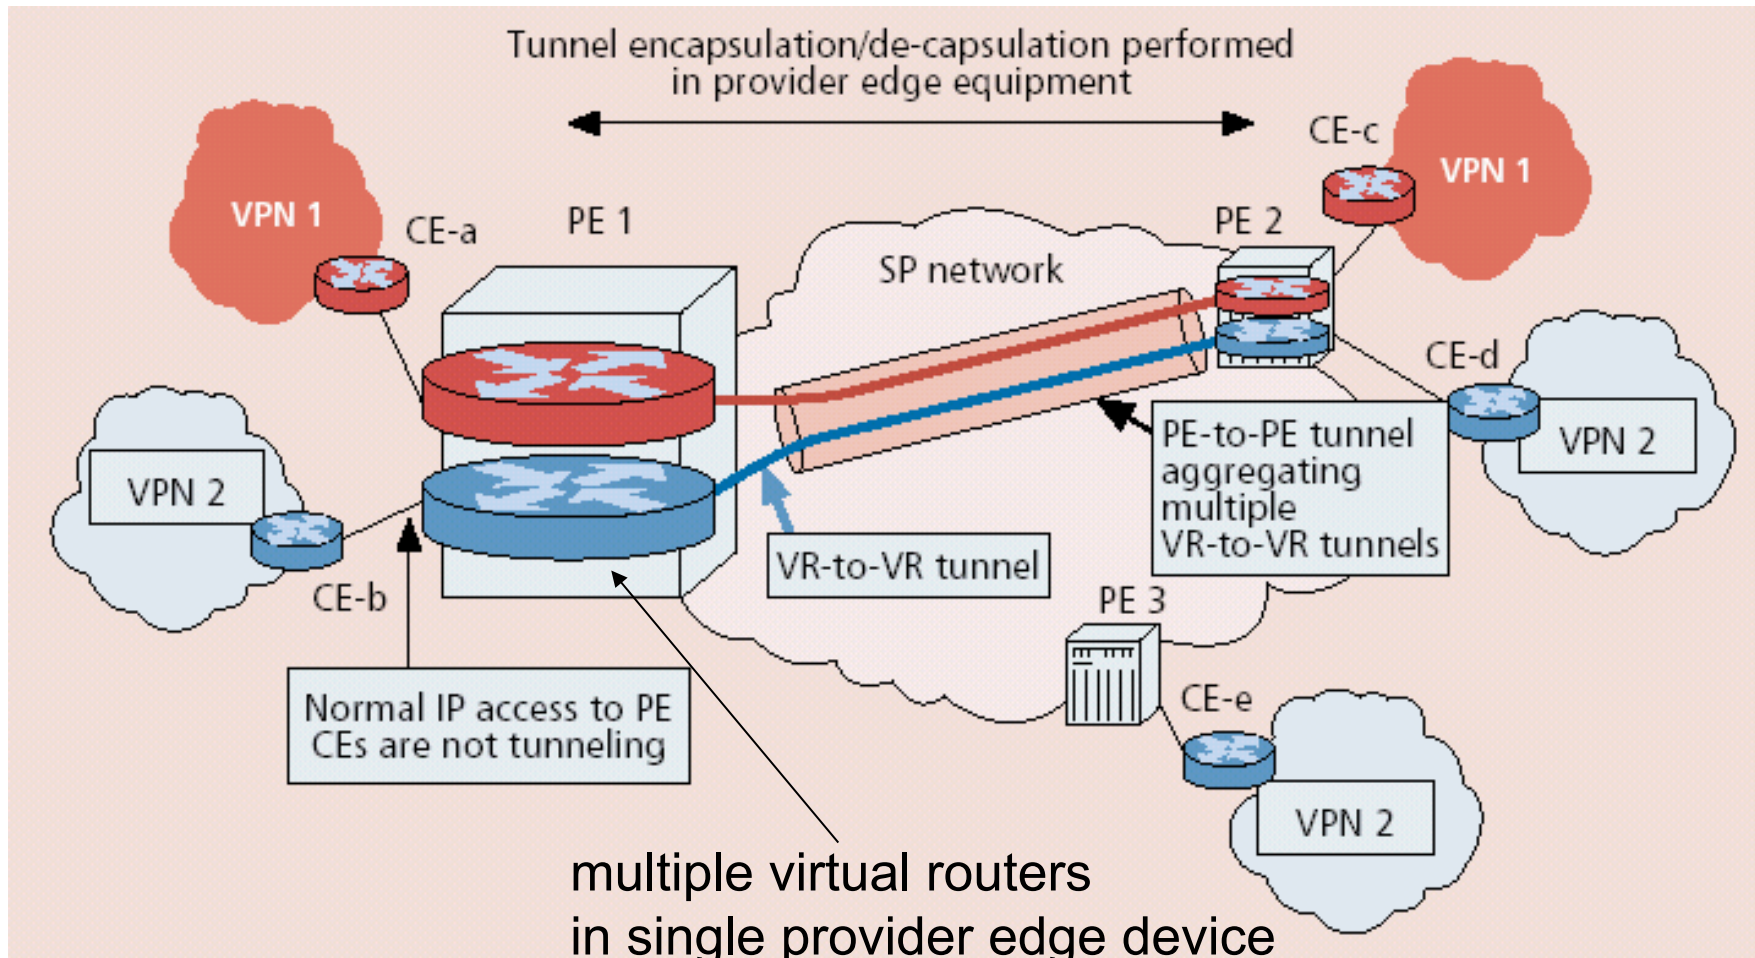 Tunnel encapsulation/de-capsulation performed
in provider edge equipment
CE-c
VPN 1
VPN 1
CE-a
PE 1
PE 2
SP network
CE-d
VPN 2
PE-to-PE tunnel
aggregating
multiple
VR-to-VR tunnels
VPN 2
VR-to-VR tunnel
CE-b
PE 3
Normal IP access to PE
CEs are not tunneling
CE-e
VPN 2
multiple virtual routers
in single provider edge device